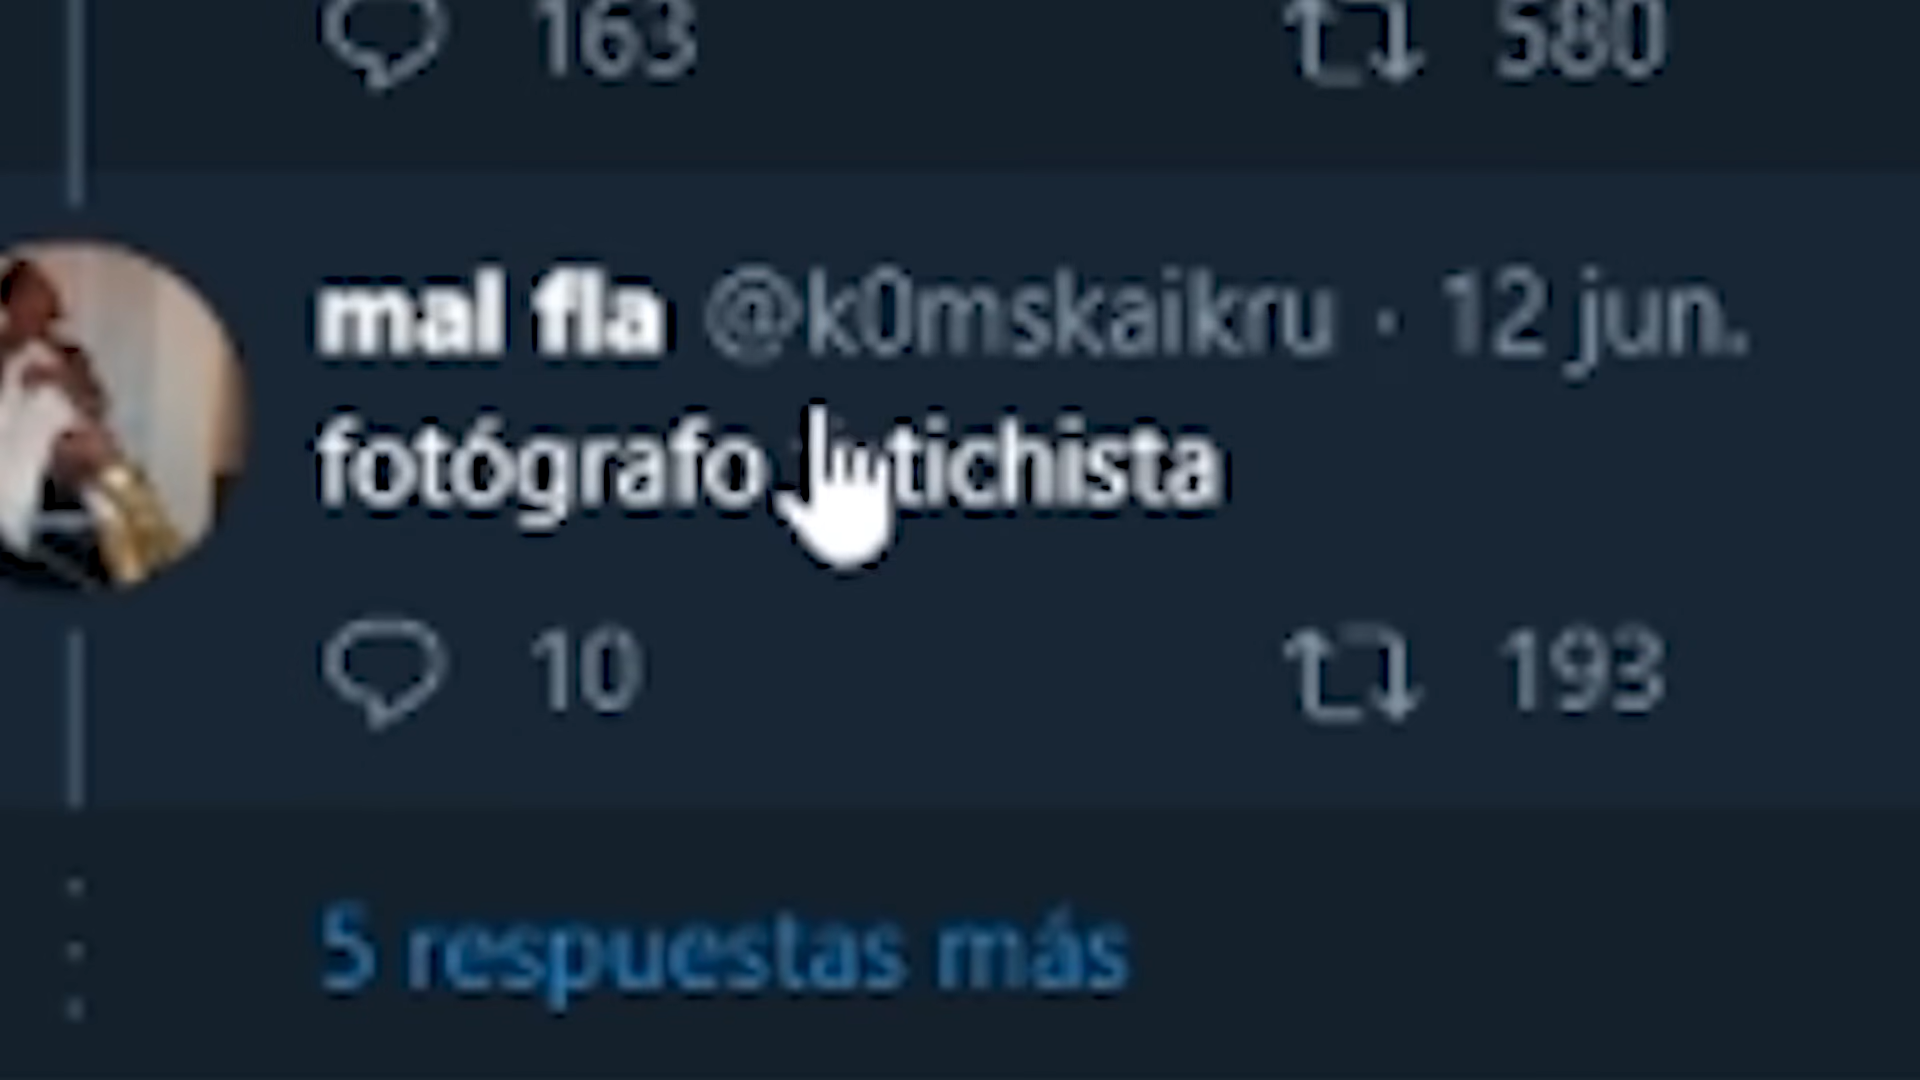 163 580
mal fla @k0mskaikru · 12 jun.
fotógrafo
10 193
5 respuestas más